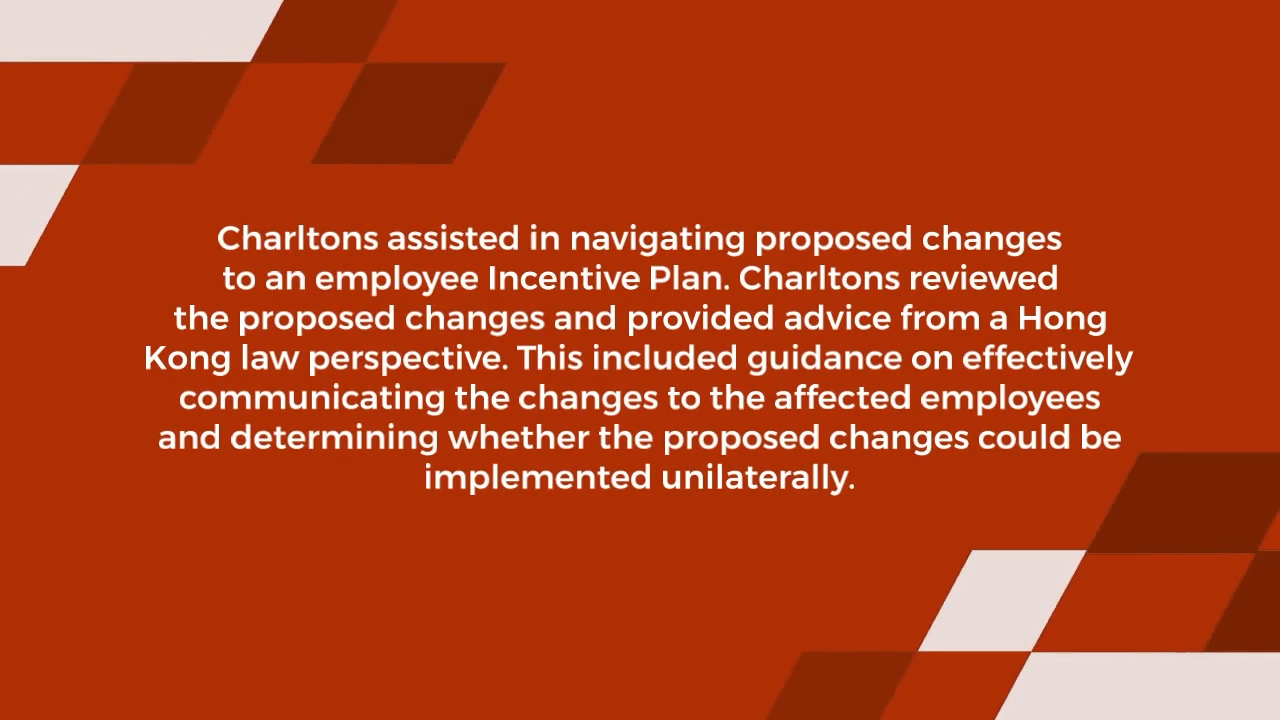 Charltons assisted in navigating proposed changes
to an employee Incentive Plan. Charltons reviewed
the proposed changes and provided advice from a Hong
Kong law perspective. This included guidance on effectively
communicating the changes to the affected employees
and determining whether the proposed changes could be
implemented unilaterally.